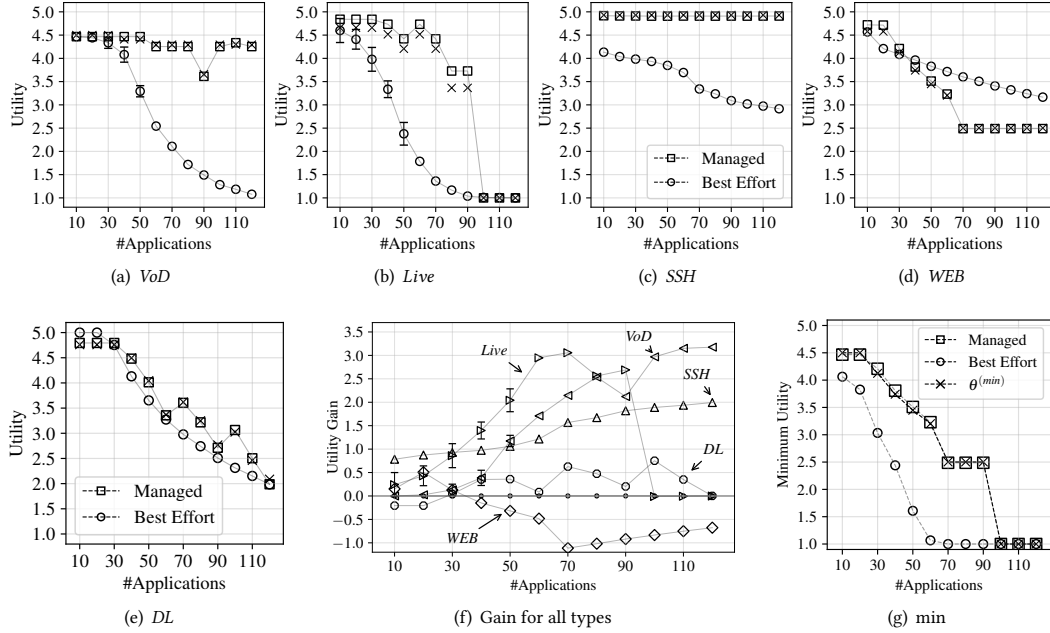 5.0
4.5
4.0
3.5
3.0
2.5
2.0
1.5
1.0
Utility
10 30 50 70 90 110
#Applications
(a) VoD
5.0
4.5
4.0
3.5
3.0
2.5
2.0
1.5
1.0
Utility
10 30 50 70 90 110
#Applications
(b) Live
5.0
4.5
4.0
3.5
3.0
2.5
2.0
1.5
1.0
Utility
Managed
Best Effort
10 30 50 70 90 110
#Applications
(c) SSH
5.0
4.5
4.0
3.5
3.0
2.5
2.0
1.5
1.0
Utility
10 30 50 70 90 110
#Applications
(d) WEB
5.0
4.5
4.0
3.5
3.0
2.5
2.0
1.5
1.0
Utility
Managed
Best Effort
10 30 50 70 90 110
#Applications
(e) DL
3.5
3.0
2.5
2.0
1.5
1.0
0.5
0.0
−0.5
−1.0
Utility Gain
Live
VoD
SSH
DL
WEB
10 30 50 70 90 110
#Applications
(f) Gain for all types
5.0
4.5
4.0
3.5
3.0
2.5
2.0
1.5
1.0
Minimum Utility
Managed
Best Effort
θ(min)
10 30 50 70 90 110
#Applications
(g) min